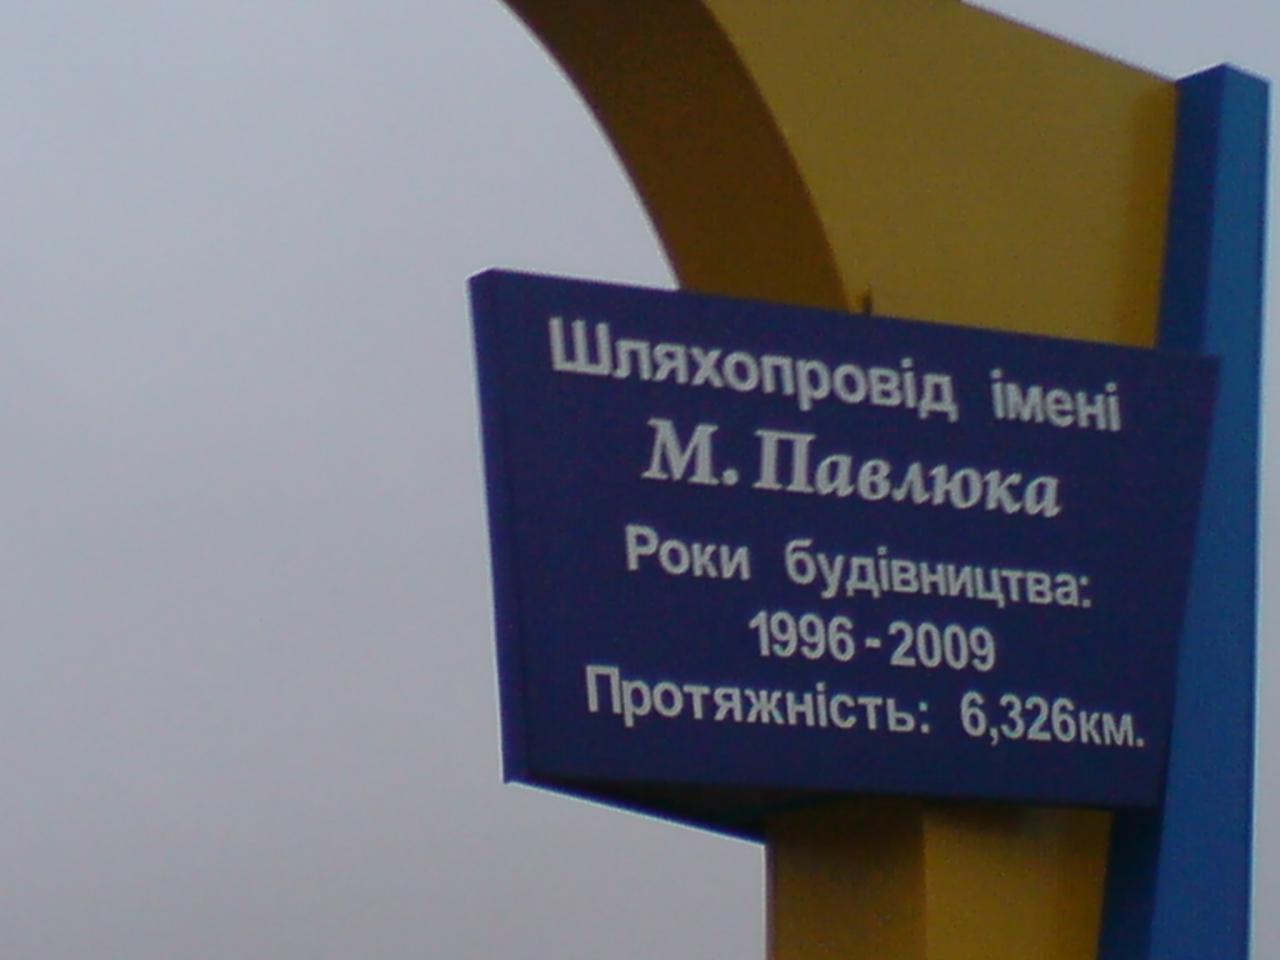 Шляхопровід імені
М. Павлюка
Роки будівництва:
1996 - 2009
Протяжність: 6,326км.